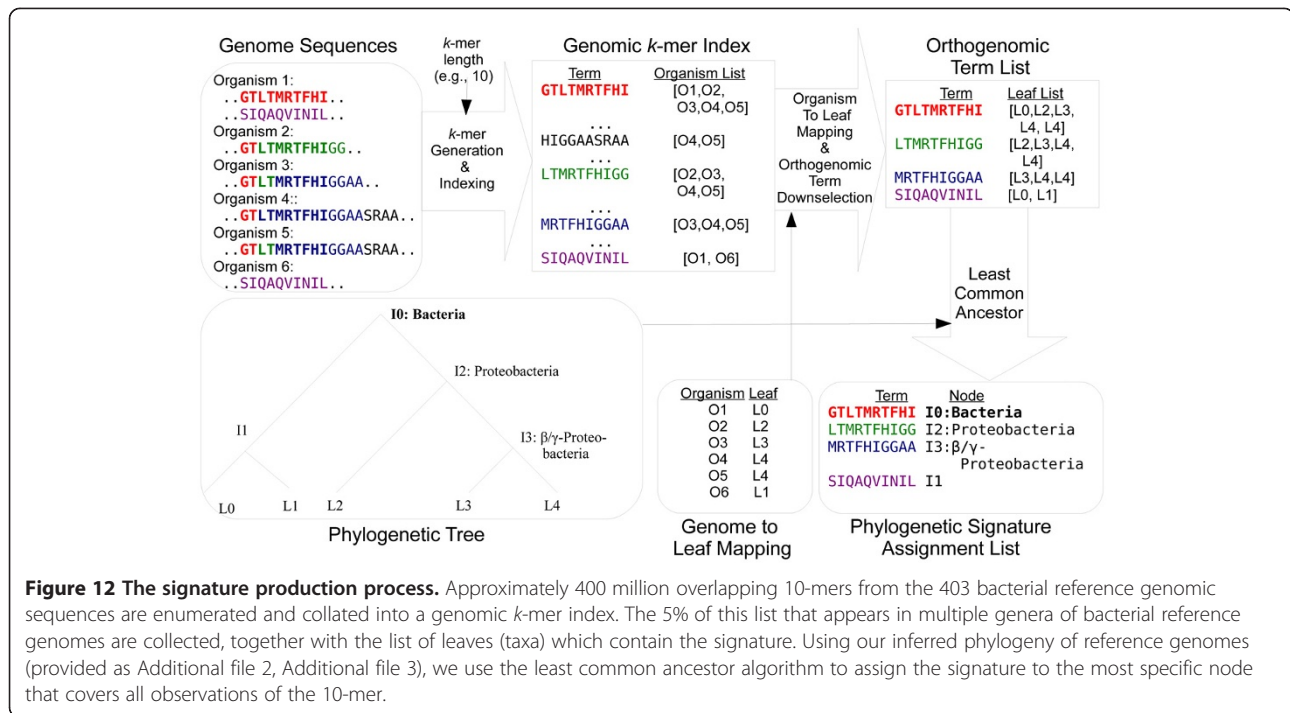 Genome Sequences
Organism 1:
..GTLTMRTFHI..
..SIQAQVINIL..
Organism 2:
..GTLTMRTFHIGG..
Organism 3:
..GTLTMRTFHIGGAA..
Organism 4::
..GTLTMRTFHIGGAASRAA..
Organism 5:
..GTLTMRTFHIGGAASRAA..
Organism 6:
..SIQAQVINIL..
k-mer
length
(e.g., 10)
k-mer
Generation
&
Indexing
Genomic k-mer Index
Term Organism List
GTLTMRTFHI [O1,O2,
O3,O4,O5]
...
HIGGAASRAA [O4,O5]
...
LTMRTFHIGG [O2,O3,
O4,O5]
...
MRTFHIGGAA [O3,O4,O5]
...
SIQAQVINIL [O1, O6]
Organism
To Leaf
Mapping
&
Orthogenomic
Term
Downselection
Orthogenomic
Term List
Term Leaf List
GTLTMRTFHI [L0,L2,L3,
L4, L4]
LTMRTFHIGG [L2,L3,L4,
L4]
MRTFHIGGAA [L3,L4,L4]
SIQAQVINIL [L0, L1]
Least
Common
Ancestor
I0: Bacteria
I2: Proteobacteria
I1
I3: β/γ-Proteo-
bacteria
L0 L1 L2 L3 L4
Phylogenetic Tree
Organism Leaf
O1 L0
O2 L2
O3 L3
O4 L4
O5 L4
O6 L1
Genome to
Leaf Mapping
Term Node
GTLTMRTFHI I0:Bacteria
LTMRTFHIGG I2:Proteobacteria
MRTFHIGGAA I3:β/γ-
Proteobacteria
SIQAQVINIL I1
Phylogenetic Signature
Assignment List
Figure 12 The signature production process. Approximately 400 million overlapping 10-mers from the 403 bacterial reference genomic
sequences are enumerated and collated into a genomic k-mer index. The 5% of this list that appears in multiple genera of bacterial reference
genomes are collected, together with the list of leaves (taxa) which contain the signature. Using our inferred phylogeny of reference genomes
(provided as Additional file 2, Additional file 3), we use the least common ancestor algorithm to assign the signature to the most specific node
that covers all observations of the 10-mer.